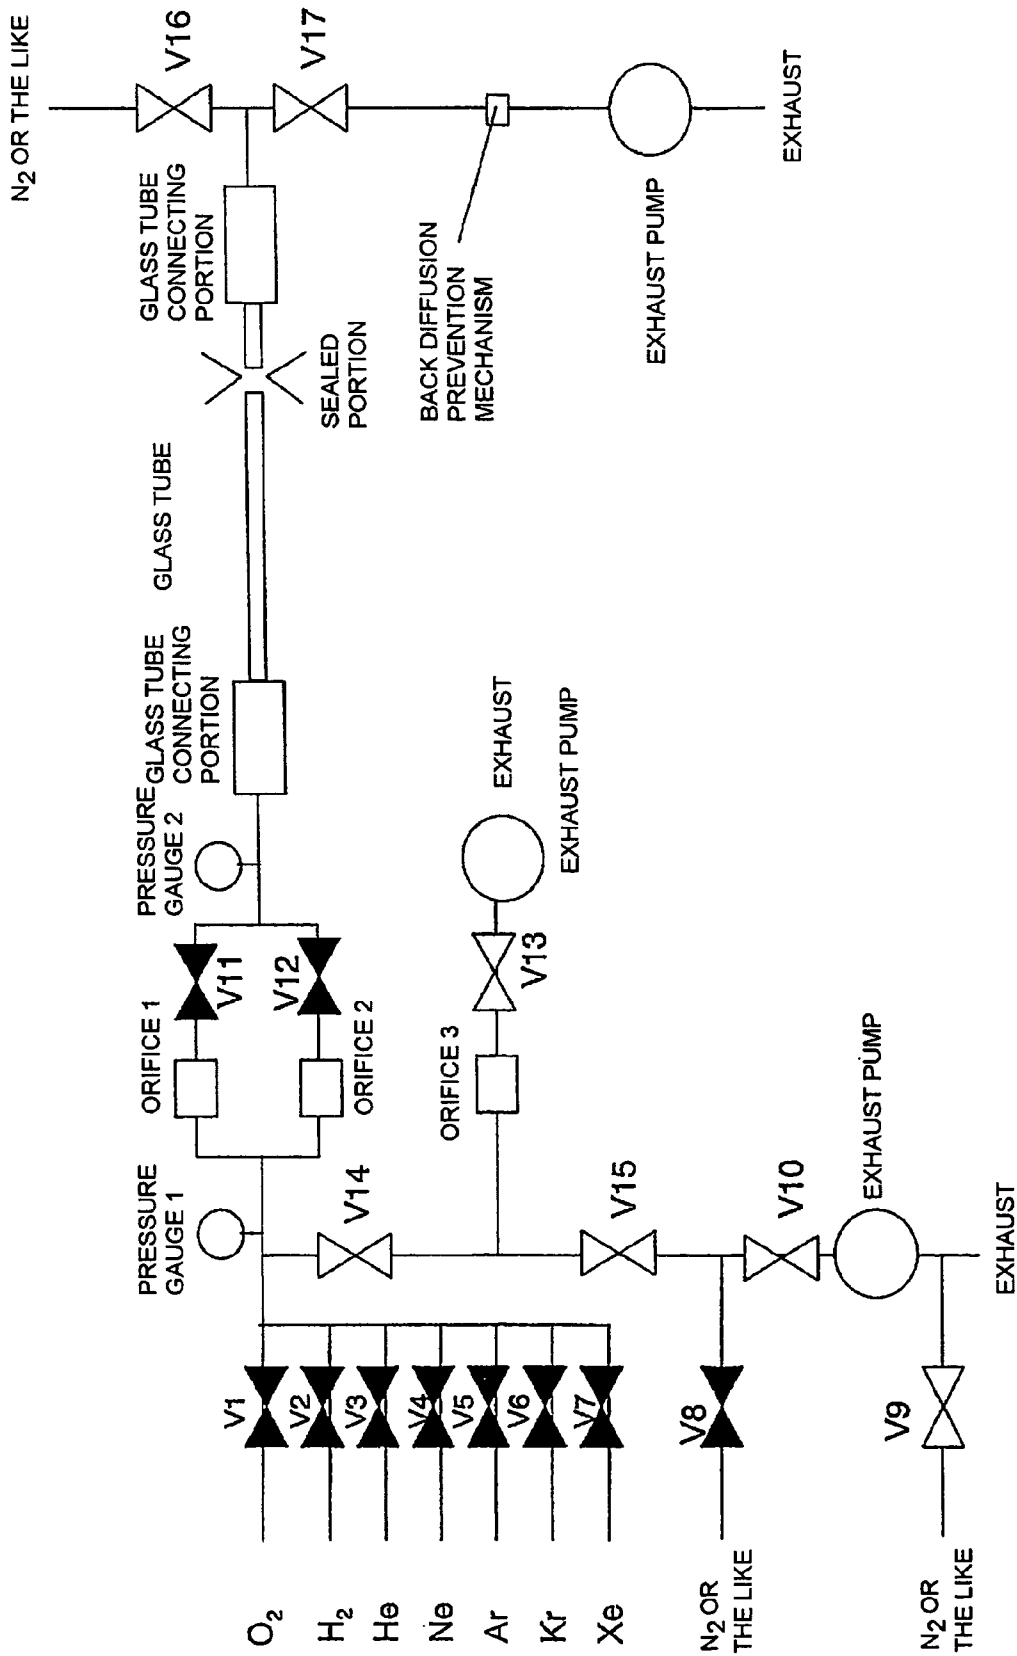 N₂ OR THE LIKE
V16
V17
GLASS TUBE
CONNECTING
PORTION
SEALED
PORTION
BACK DIFFUSION
PREVENTION
MECHANISM
EXHAUST PUMP
EXHAUST
GLASS TUBE
GLASS TUBE
CONNECTING
PORTION
PRESSURE
GAUGE 2
V11
V12
ORIFICE 1
ORIFICE 2
EXHAUST
EXHAUST PUMP
V13
ORIFICE 3
PRESSURE
GAUGE 1
V14
V15
V10
EXHAUST PUMP
EXHAUST
V1
V2
V3
V4
V5
V6
V7
V8
V9
O₂
H₂
He
Ne
Ar
Kr
Xe
N₂ OR
THE LIKE
N₂ OR
THE LIKE